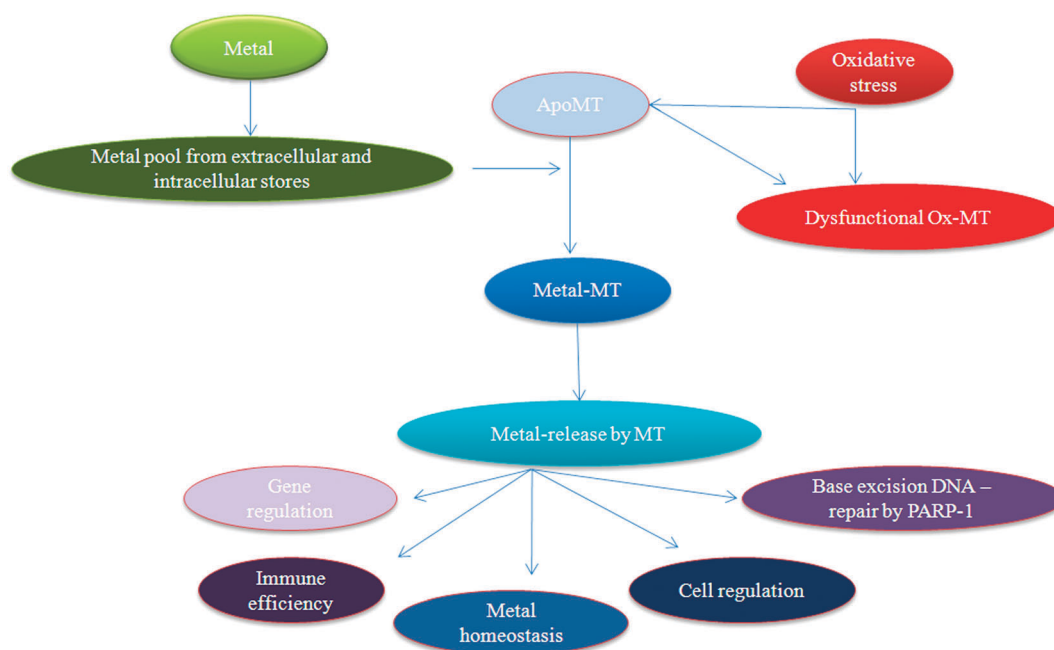 Metal
Oxidative
stress
ApoMT
Metal pool from extracellular and
intracellular stores
Dysfunctional Ox-MT
Metal-MT
Metal-release by MT
Gene
regulation
Base excision DNA –
repair by PARP-1
Immune
efficiency
Metal
homeostasis
Cell regulation